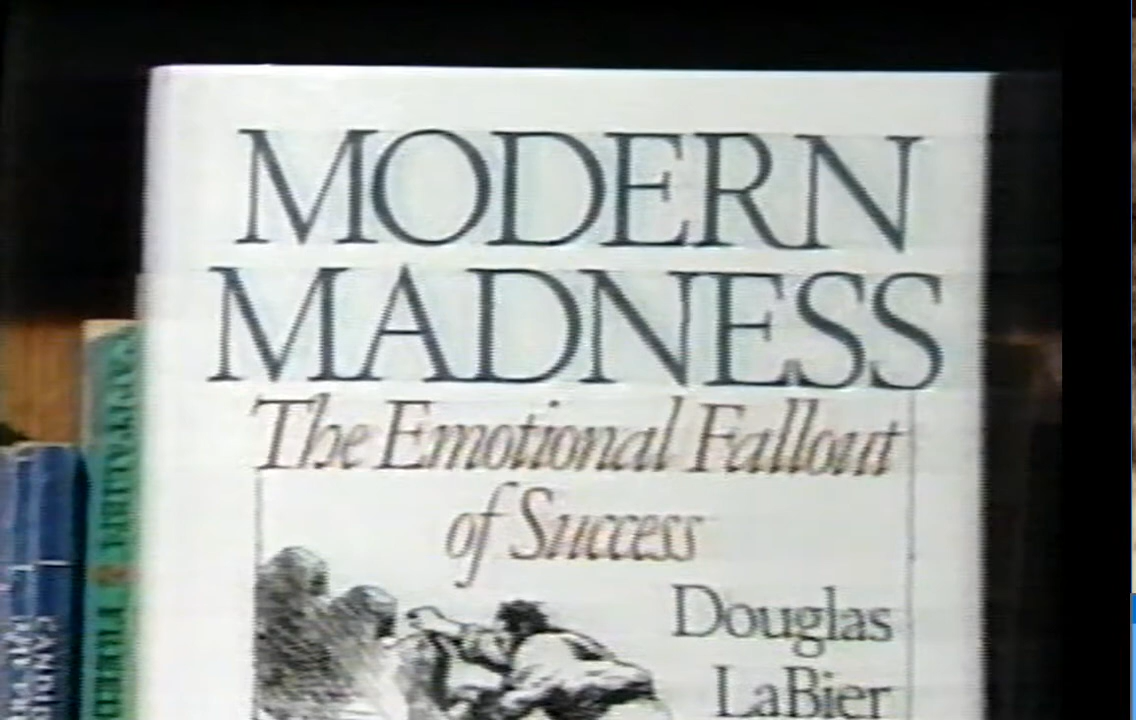 MODERN
MADNESS
The Emotional Fallout
of Success
Douglas
LaBier